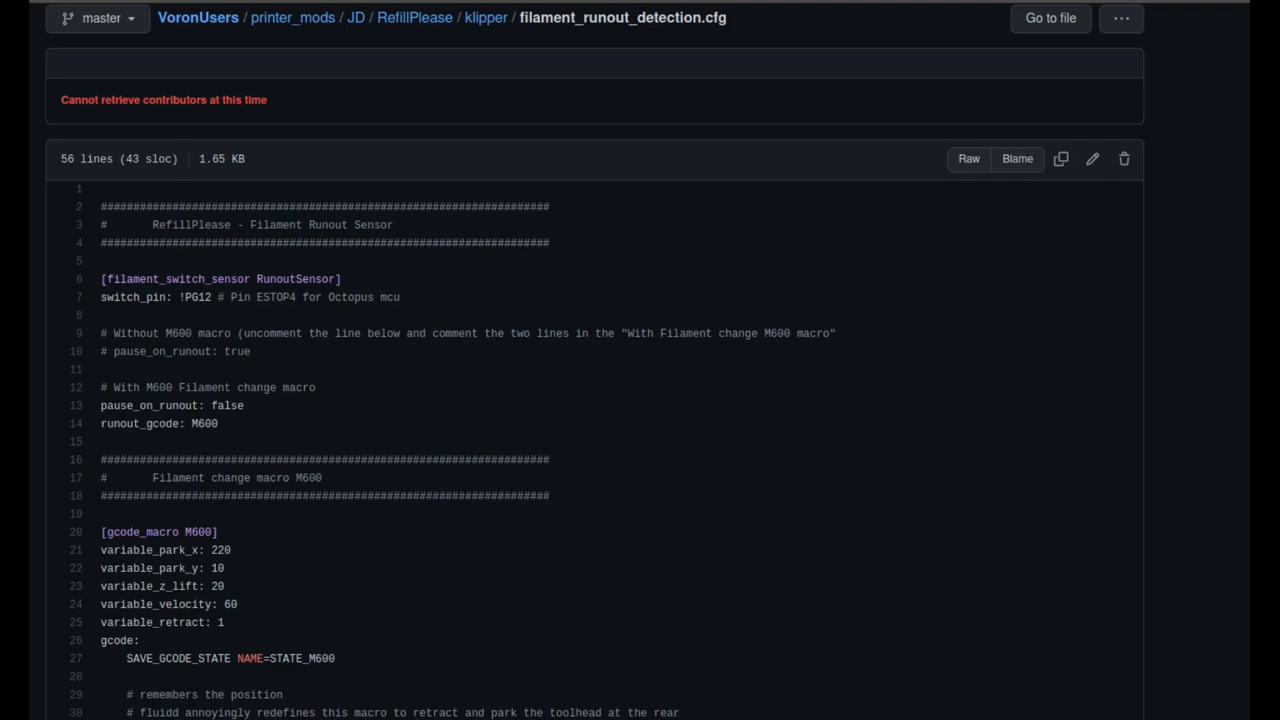 master VoronUsers / printer_mods / JD / RefillPlease / klipper / filament_runout_detection.cfg Go to file ...
Cannot retrieve contributors at this time
56 lines (43 sloc) 1.65 KB Raw Blame
1
2 #####################################################################
3 #       RefillPlease - Filament Runout Sensor
4 #####################################################################
5
6 [filament_switch_sensor RunoutSensor]
7 switch_pin: !PG12 # Pin ESTOP4 for Octopus mcu
8
9 # Without M600 macro (uncomment the line below and comment the two lines in the "With Filament change M600 macro"
10 # pause_on_runout: true
11
12 # With M600 Filament change macro
13 pause_on_runout: false
14 runout_gcode: M600
15
16 #####################################################################
17 #       Filament change macro M600
18 #####################################################################
19
20 [gcode_macro M600]
21 variable_park_x: 220
22 variable_park_y: 10
23 variable_z_lift: 20
24 variable_velocity: 60
25 variable_retract: 1
26 gcode:
27     SAVE_GCODE_STATE NAME=STATE_M600
28
29     # remembers the position
30     # fluidd annoyingly redefines this macro to retract and park the toolhead at the rear